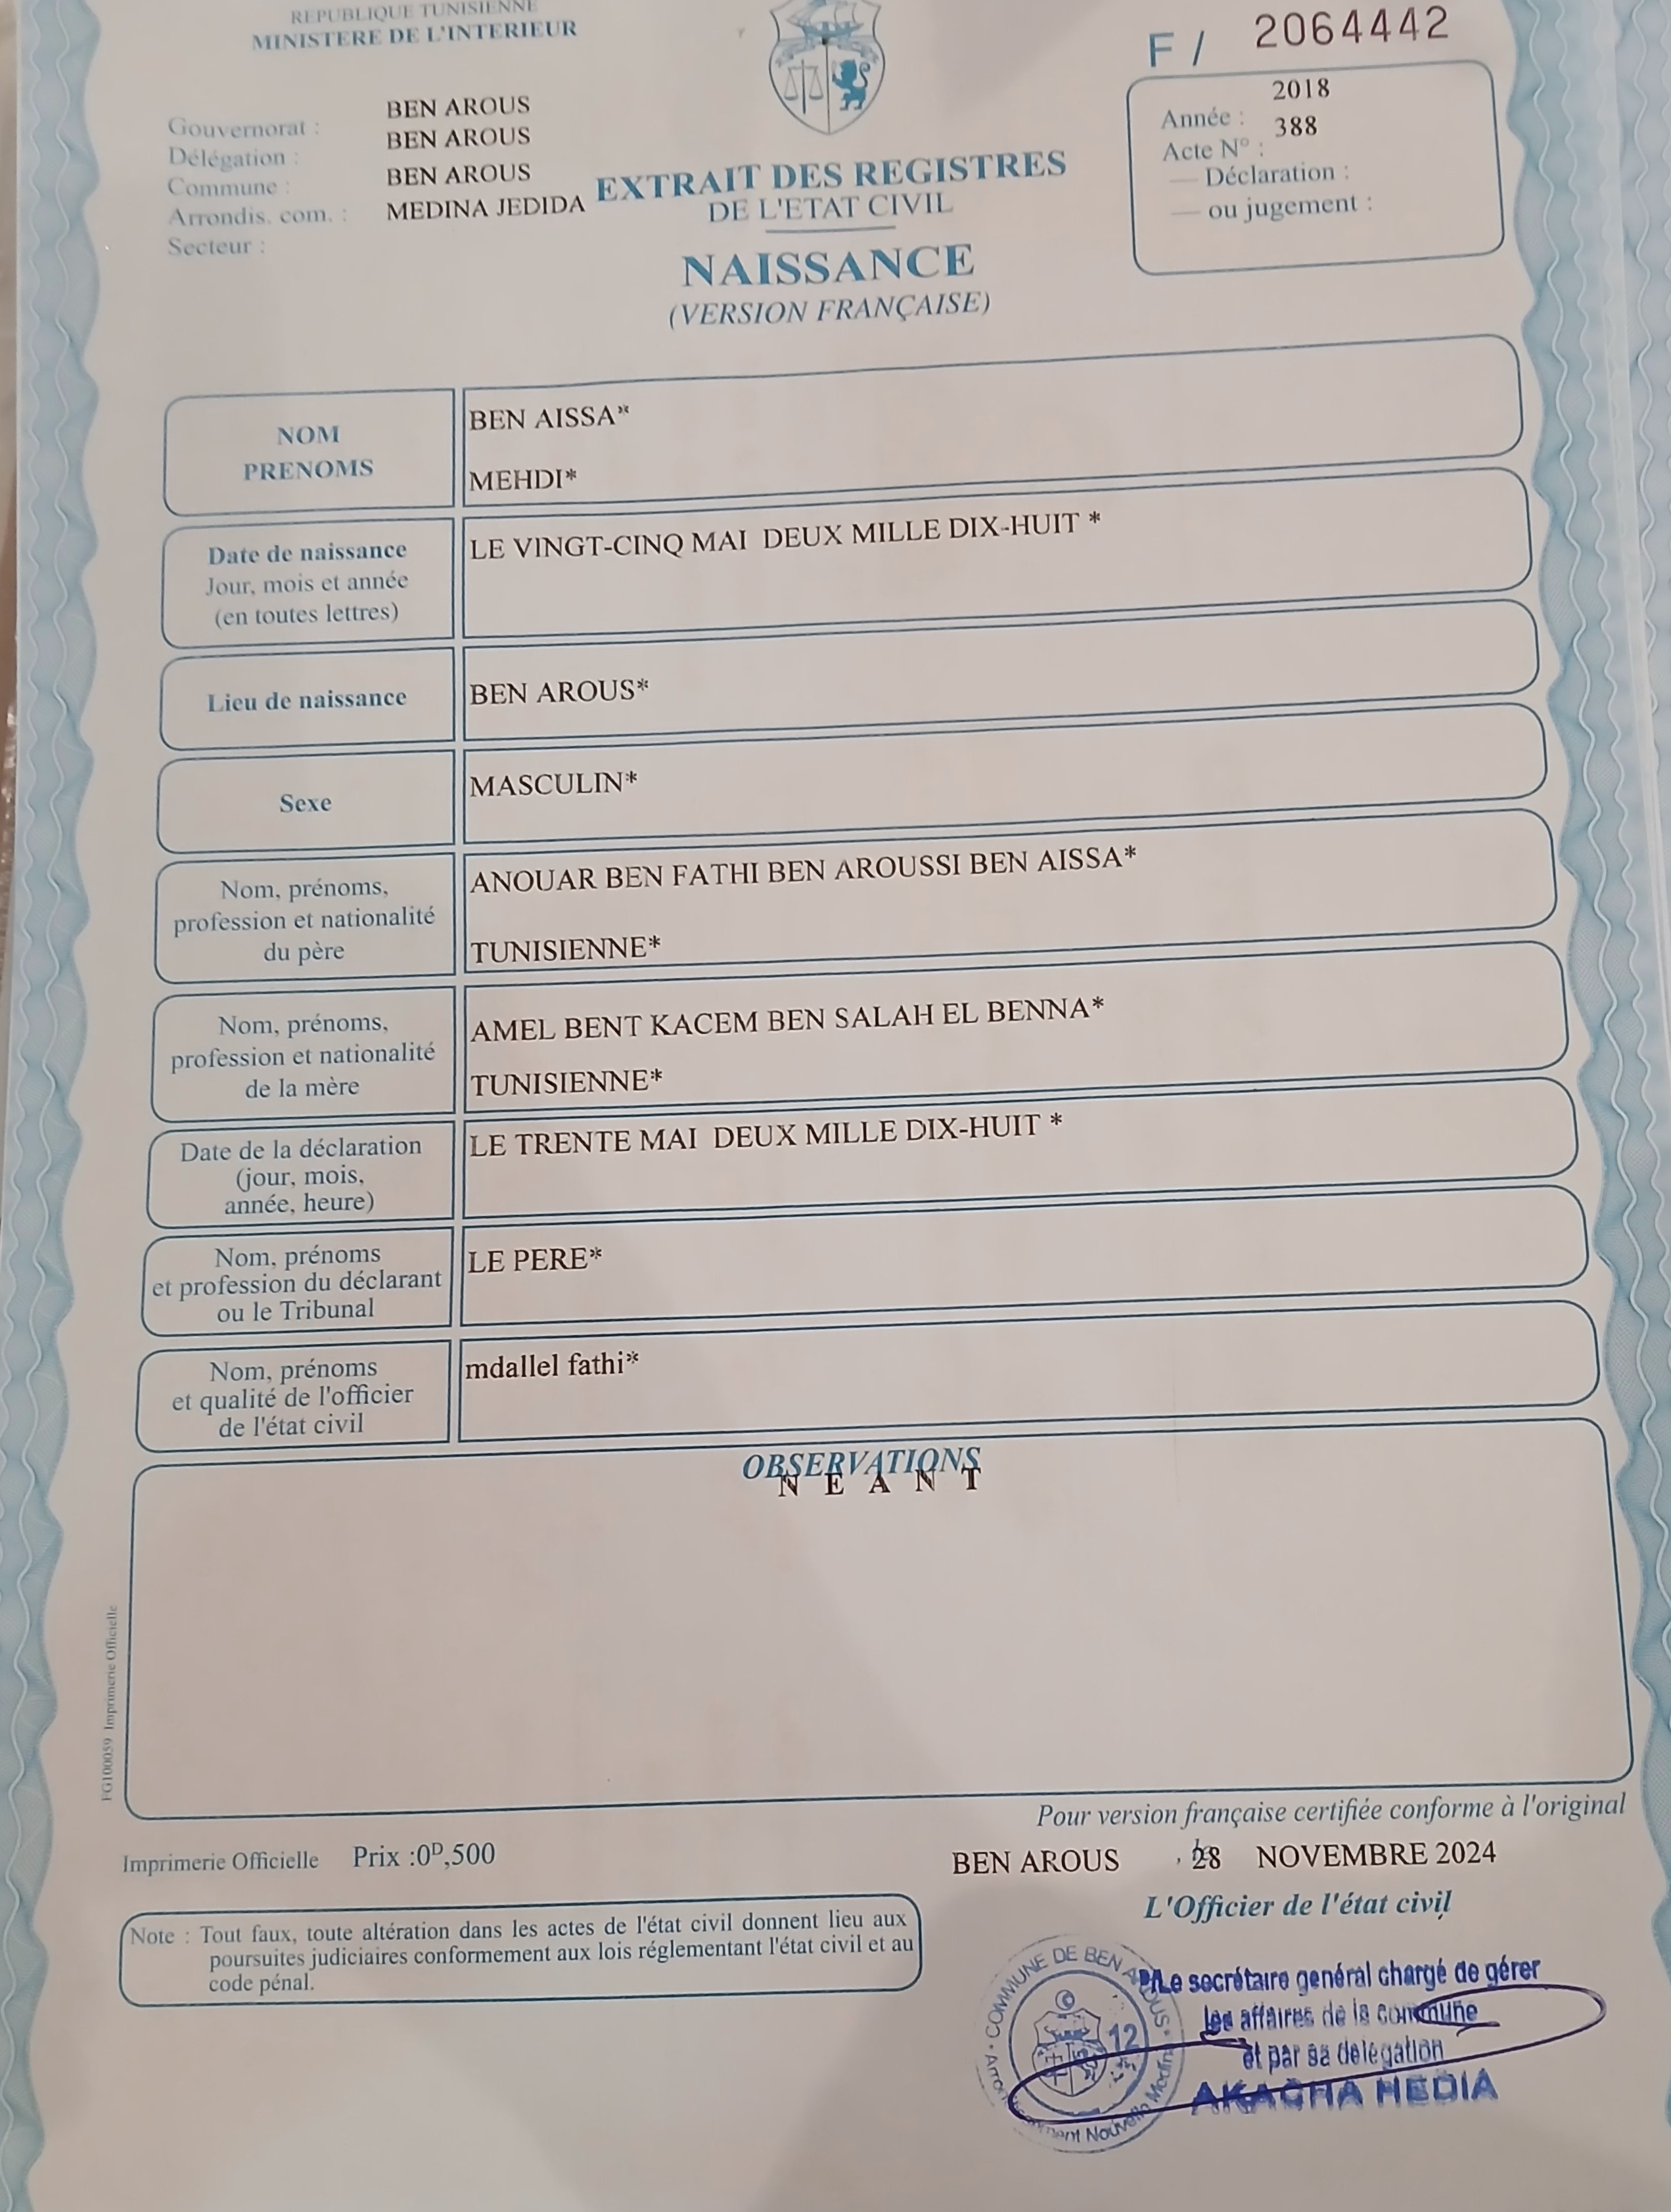 REPUBLIQUE TUNISIENNE
MINISTERE DE L'INTERIEUR
F / 2064442
Gouvernorat : BEN AROUS
Délégation : BEN AROUS
Commune : BEN AROUS
Arrondis. com. : MEDINA JEDIDA
Secteur :
EXTRAIT DES REGISTRES
DE L'ETAT CIVIL
NAISSANCE
(VERSION FRANÇAISE)
Année : 2018
Acte N° : 388
— Déclaration :
— ou jugement :
NOM
PRENOMS
BEN AISSA*
MEHDI*
Date de naissance
Jour, mois et année
(en toutes lettres)
LE VINGT-CINQ MAI DEUX MILLE DIX-HUIT *
Lieu de naissance
BEN AROUS*
Sexe
MASCULIN*
Nom, prénoms,
profession et nationalité
du père
ANOUAR BEN FATHI BEN AROUSSI BEN AISSA*
TUNISIENNE*
Nom, prénoms,
profession et nationalité
de la mère
AMEL BENT KACEM BEN SALAH EL BENNA*
TUNISIENNE*
Date de la déclaration
(jour, mois,
année, heure)
LE TRENTE MAI DEUX MILLE DIX-HUIT *
Nom, prénoms
et profession du déclarant
ou le Tribunal
LE PERE*
Nom, prénoms
et qualité de l'officier
de l'état civil
mdallel fathi*
OBSERVATIONS
N E A N T
FG100059 Imprimerie Officielle
Pour version française certifiée conforme à l'original
Imprimerie Officielle Prix :0D,500
BEN AROUS , 28 NOVEMBRE 2024
L'Officier de l'état civil
Note : Tout faux, toute altération dans les actes de l'état civil donnent lieu aux
poursuites judiciaires conformement aux lois réglementant l'état civil et au
code pénal.
COMMUNE DE BEN AROUS
12
P/Le secrétaire genéral chargé de gérer
les affaires de la commune
et par sa delegation
AKACHA HEDIA